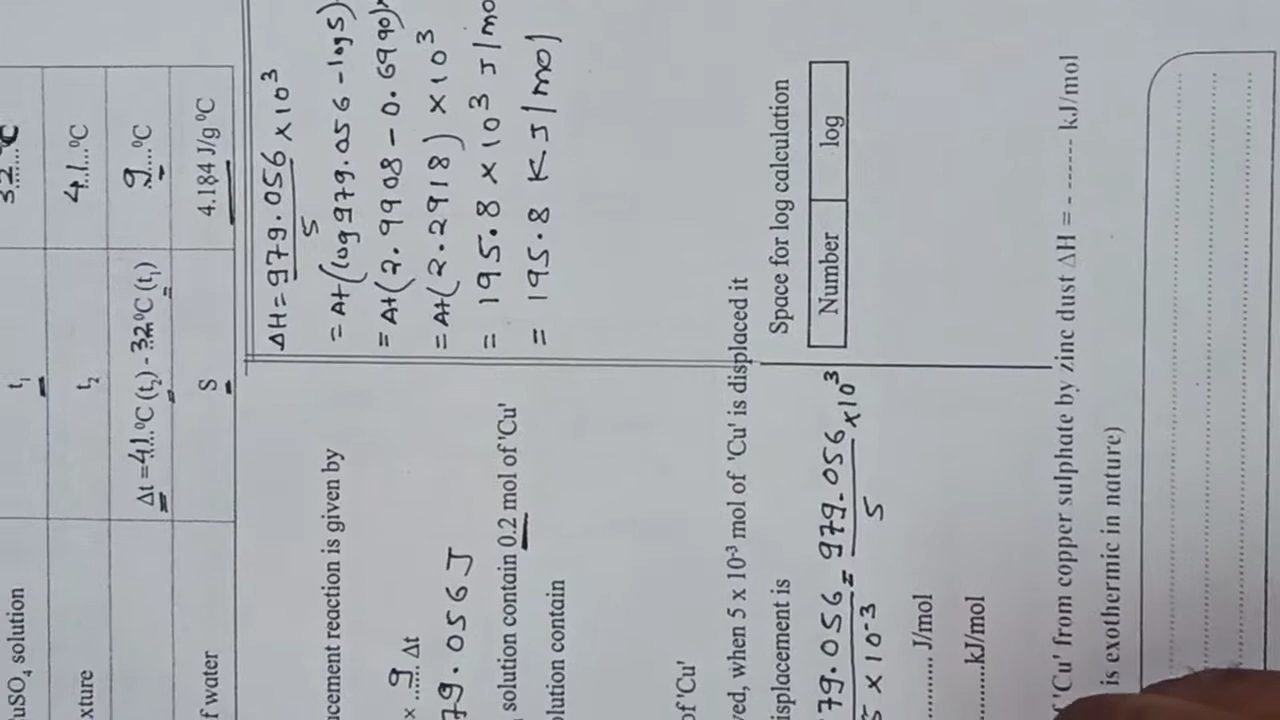 uSO₄ solution
t₁
32 °C
xture
t₂
41 °C
Δt = 41 °C (t₂) - 32 °C (t₁)
9 °C
f water
S
4.184 J/g °C
cement reaction is given by
× 9 Δt
79.056 J
solution contain 0.2 mol of 'Cu'
lution contain
of 'Cu'
ved, when 5 x 10⁻³ mol of 'Cu' is displaced it
isplacement is
79.056 / 5 × 10⁻³ = 979.056 × 10³ / 5
........... J/mol
...........kJ/mol
ΔH = 979.056 × 10³ / 5
= At(log 979.056 - log 5)
= At(2.9908 - 0.6990)
= At(2.2918) × 10³
= 195.8 × 10³ J/mo
= 195.8 KJ/mol
Space for log calculation
Number log
'Cu' from copper sulphate by zinc dust ΔH = - ------ kJ/mol
is exothermic in nature)